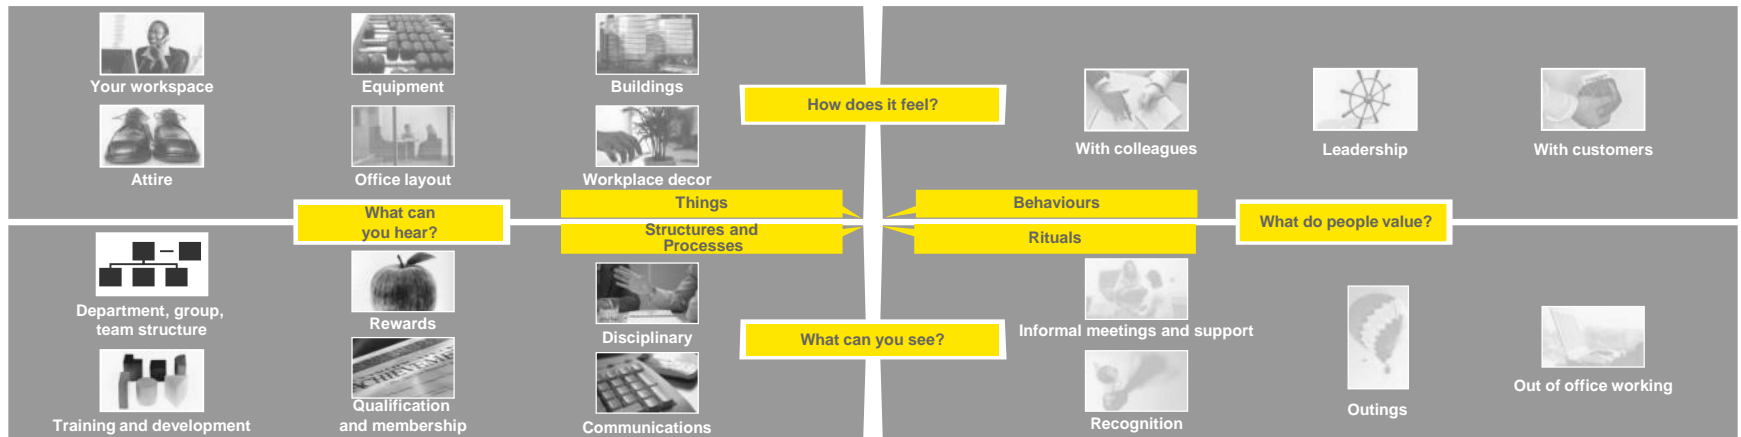 Your workspace
Equipment
Buildings
Attire
Office layout
Workplace decor
How does it feel?
With colleagues
Leadership
With customers
What can
you hear?
Things
Behaviours
Structures and
Processes
Rituals
What do people value?
Department, group,
team structure
Rewards
Disciplinary
Training and development
ACHIEVEME
Qualification
and membership
Communications
What can you see?
Informal meetings and support
Recognition
Outings
Out of office working